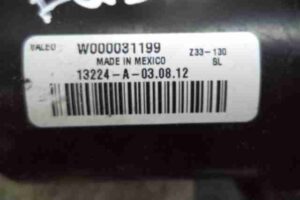 VALEO W000031199 Z33-130
MADE IN MEXICO SL
13224-A-03.08.12